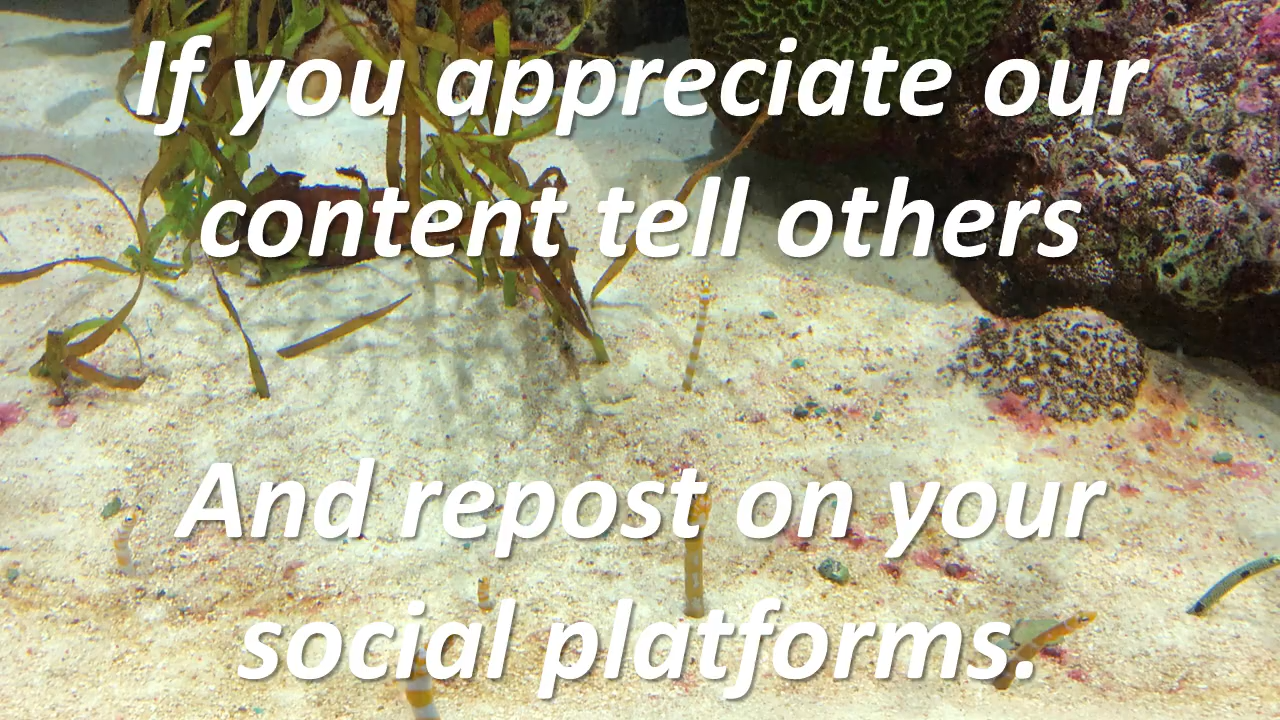 If you appreciate our
content tell others
And repost on your
social platforms.